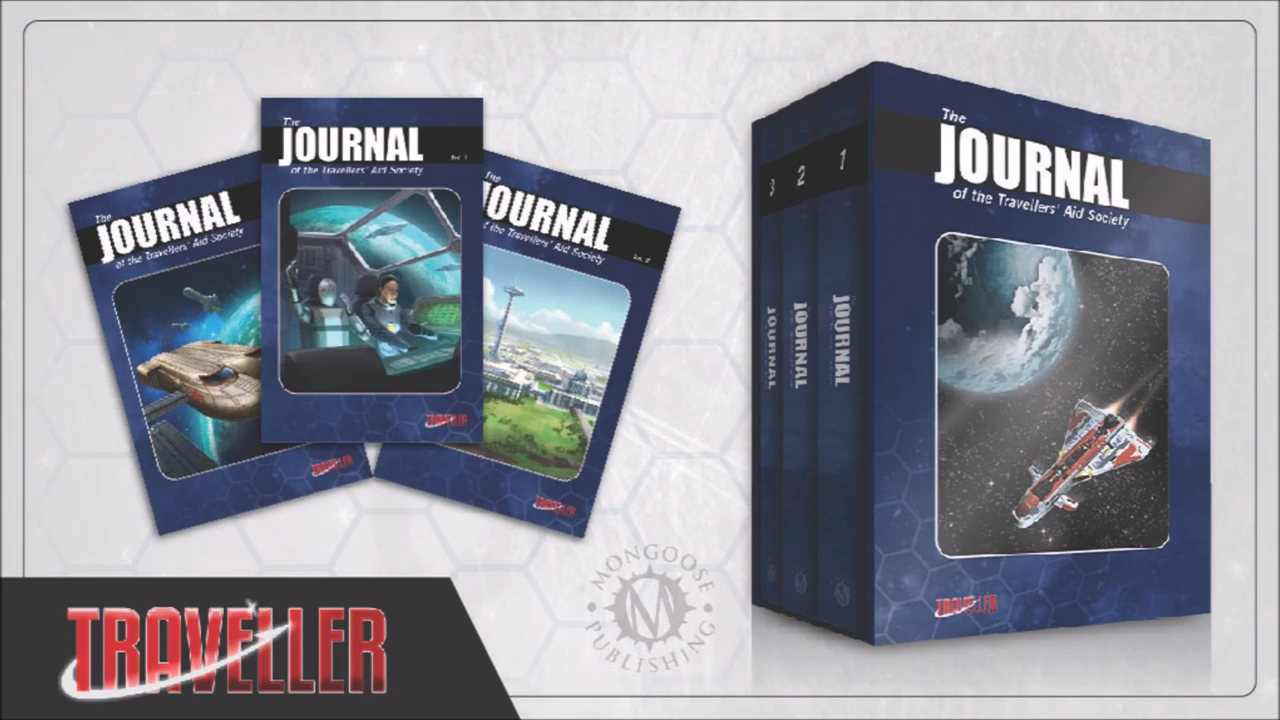 The
JOURNAL
of the Travellers' Aid Society
TRAVELLER
The
JOURNAL
of the Travellers' Aid Society
Vol. 1
TRAVELLER
The
JOURNAL
of the Travellers' Aid Society
TRAVELLER
3
2
1
JOURNAL
JOURNAL
JOURNAL
The
JOURNAL
of the Travellers' Aid Society
TRAVELLER
MONGOOSE
M
PUBLISHING
TRAVELLER